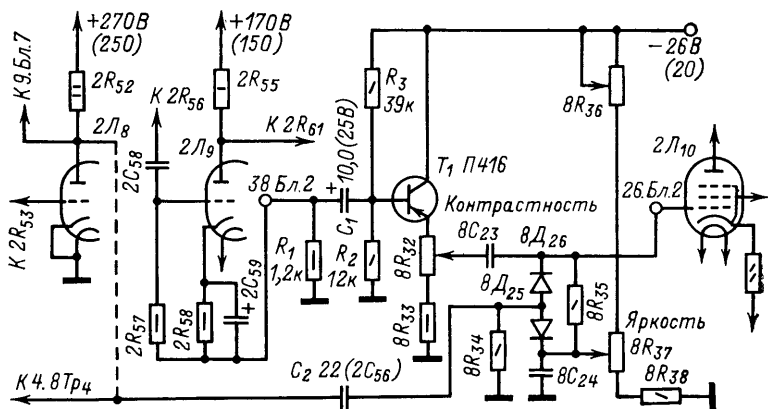 +270В
(250)
+170В
(150)
−26В
(20)
К 9.Бл.7
2R52
2Л8
К 2R56
2R55
2Л9
К 2R61
10,0(25В)
+
C1
R3
39к
8R36
2Л10
2C58
38 Бл.2
T1 П416
26.Бл.2
К 2R53
Контрастность
R1
1,2к
R2
12к
8R32
8C23
8Д26
8Д25
8R35
+2C59
2R57
2R58
8R33
8R34
Яркость
8R37
8R38
8C24
C2 22 (2C56)
К 4.8Тр4